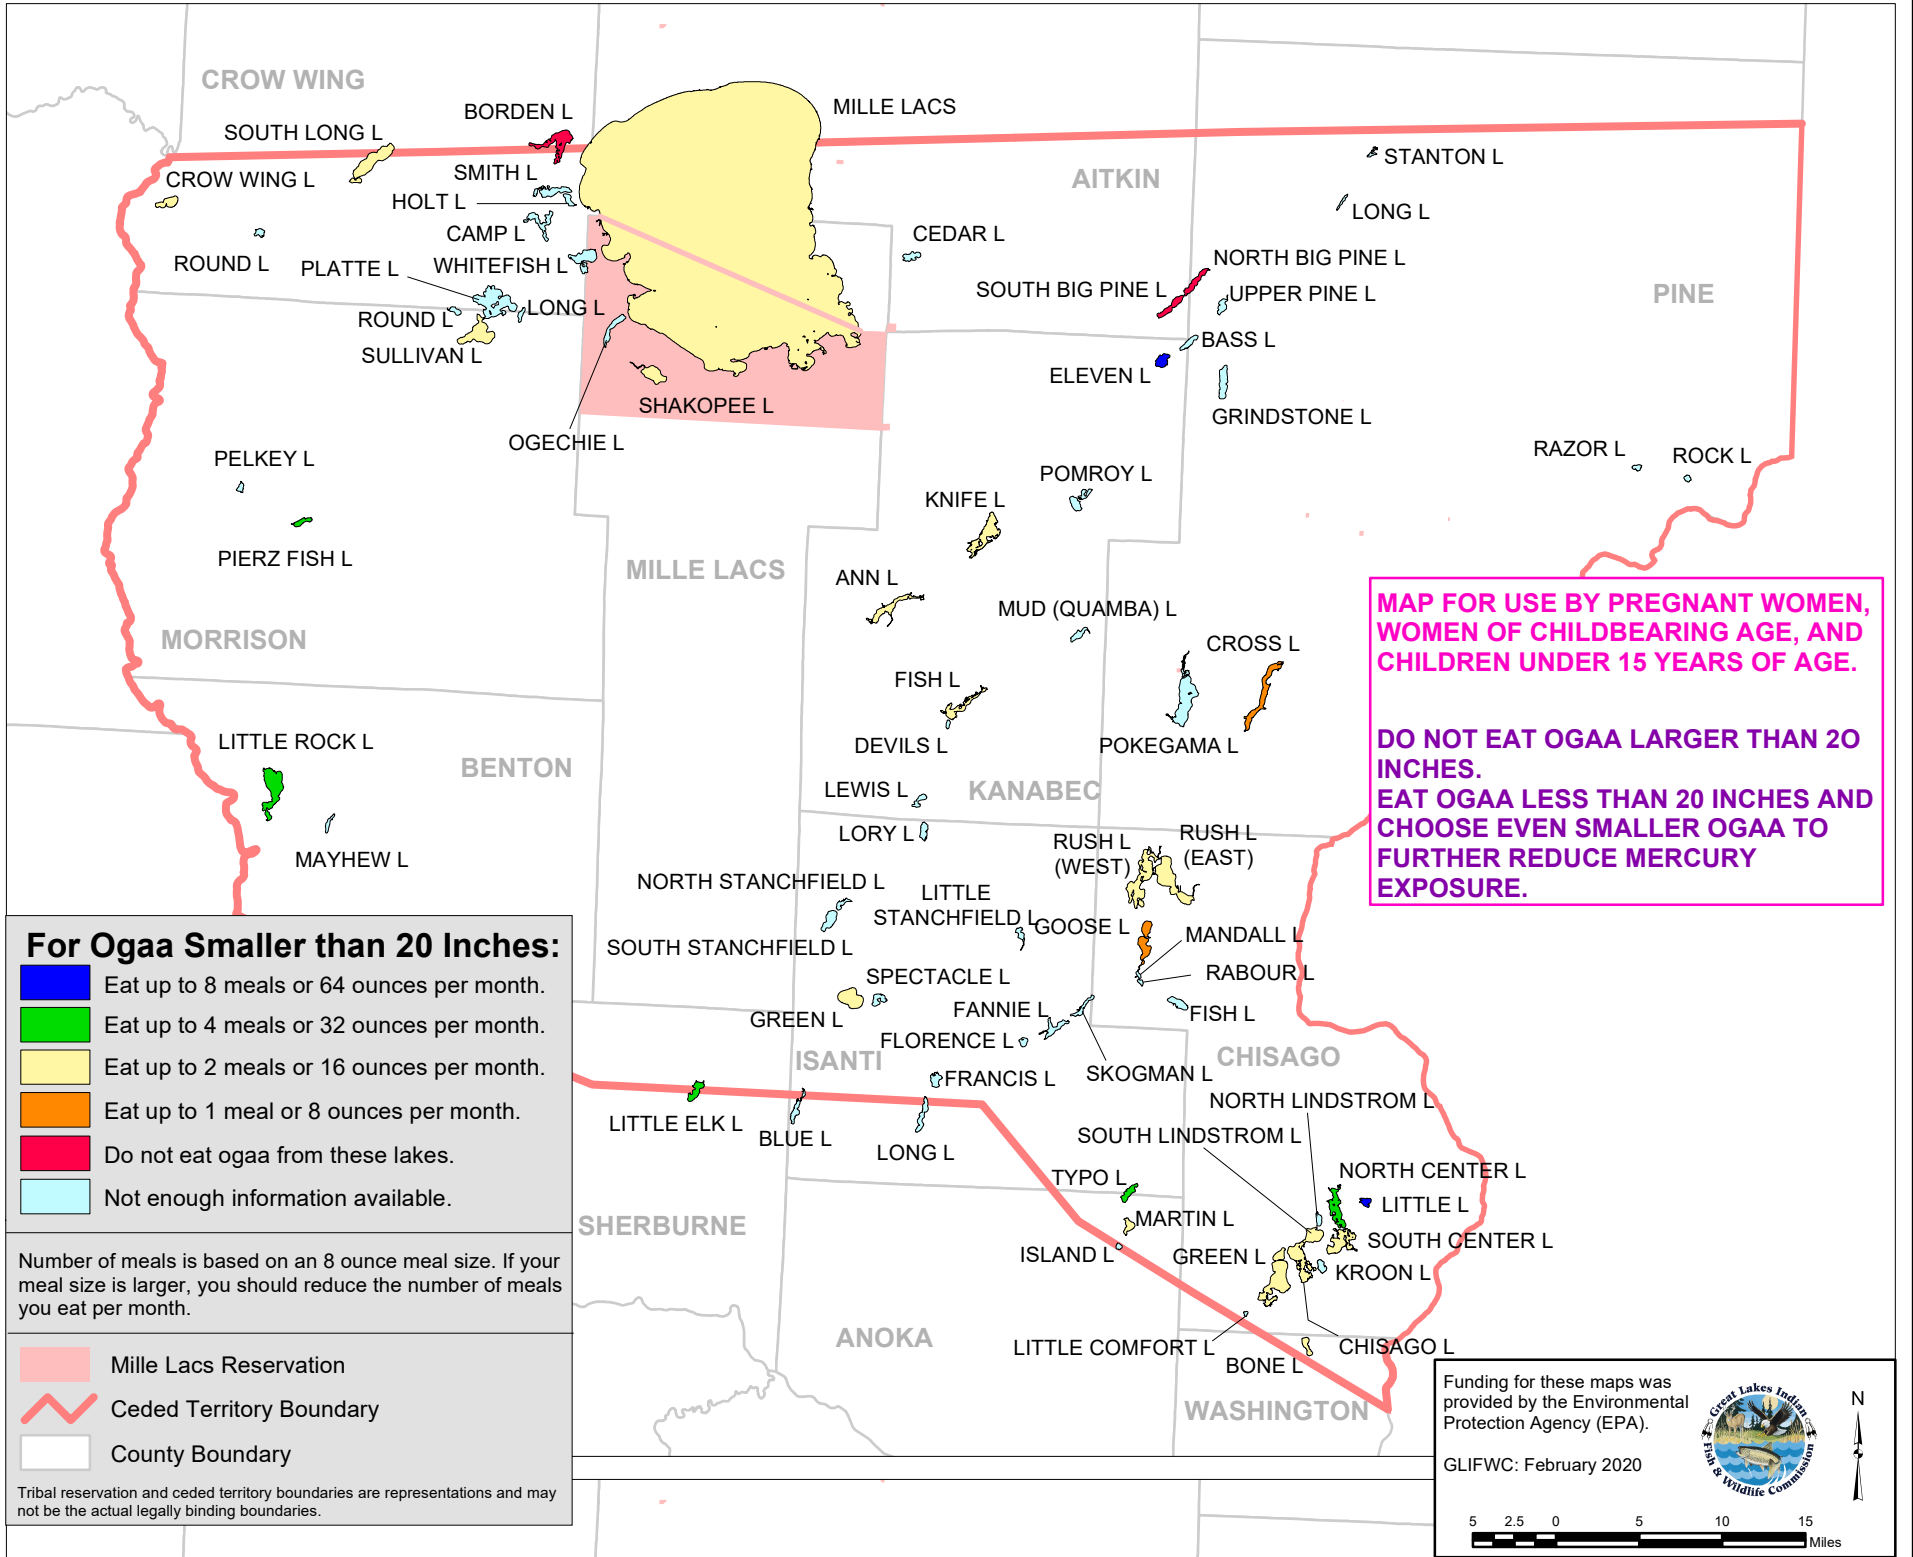 CROW WING
BORDEN L
MILLE LACS
SOUTH LONG L
STANTON L
CROW WING L
SMITH L
AITKIN
HOLT L
LONG L
CAMP L
CEDAR L
ROUND L
PLATTE L
WHITEFISH L
NORTH BIG PINE L
SOUTH BIG PINE L
UPPER PINE L
PINE
LONG L
ROUND L
SULLIVAN L
BASS L
ELEVEN L
SHAKOPEE L
GRINDSTONE L
OGECHIE L
PELKEY L
RAZOR L
ROCK L
POMROY L
KNIFE L
PIERZ FISH L
MILLE LACS
ANN L
MUD (QUAMBA) L
MORRISON
CROSS L
FISH L
DEVILS L
POKEGAMA L
LITTLE ROCK L
BENTON
LEWIS L
KANABEC
LORY L
MAYHEW L
RUSH L
(WEST)
RUSH L
(EAST)
NORTH STANCHFIELD L
LITTLE
STANCHFIELD L
GOOSE L
MANDALL L
SOUTH STANCHFIELD L
RABOUR L
SPECTACLE L
GREEN L
FANNIE L
FISH L
FLORENCE L
ISANTI
CHISAGO
FRANCIS L
SKOGMAN L
NORTH LINDSTROM L
LITTLE ELK L
BLUE L
LONG L
SOUTH LINDSTROM L
TYPO L
NORTH CENTER L
LITTLE L
SHERBURNE
MARTIN L
ISLAND L
GREEN L
SOUTH CENTER L
KROON L
ANOKA
LITTLE COMFORT L
CHISAGO L
BONE L
WASHINGTON
MAP FOR USE BY PREGNANT WOMEN,
WOMEN OF CHILDBEARING AGE, AND
CHILDREN UNDER 15 YEARS OF AGE.
DO NOT EAT OGAA LARGER THAN 2O
INCHES.
EAT OGAA LESS THAN 20 INCHES AND
CHOOSE EVEN SMALLER OGAA TO
FURTHER REDUCE MERCURY
EXPOSURE.
For Ogaa Smaller than 20 Inches:
Eat up to 8 meals or 64 ounces per month.
Eat up to 4 meals or 32 ounces per month.
Eat up to 2 meals or 16 ounces per month.
Eat up to 1 meal or 8 ounces per month.
Do not eat ogaa from these lakes.
Not enough information available.
Number of meals is based on an 8 ounce meal size. If your
meal size is larger, you should reduce the number of meals
you eat per month.
Mille Lacs Reservation
Ceded Territory Boundary
County Boundary
Tribal reservation and ceded territory boundaries are representations and may
not be the actual legally binding boundaries.
Funding for these maps was
provided by the Environmental
Protection Agency (EPA).
GLIFWC: February 2020
Great Lakes Indian
Fish & Wildlife Commission
N
5 2.5 0 5 10 15
Miles